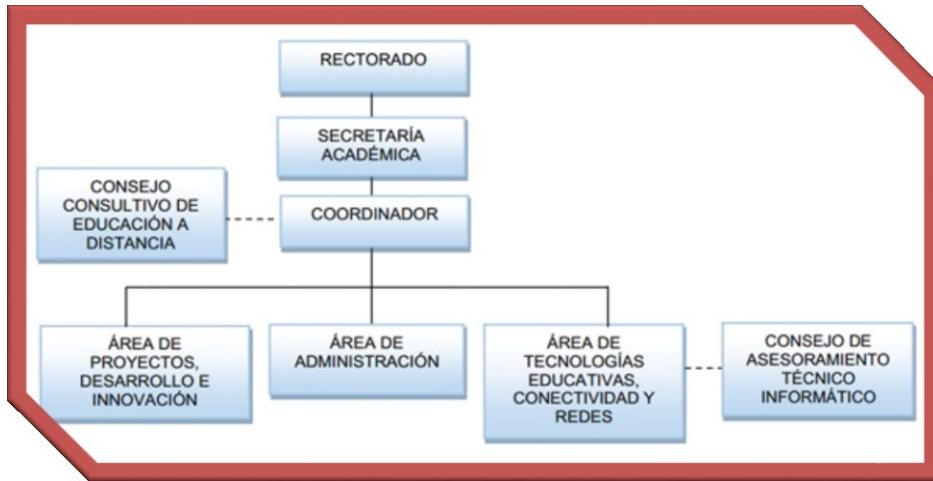 RECTORADO
SECRETARÍA
ACADÉMICA
CONSEJO
CONSULTIVO DE
EDUCACIÓN A
DISTANCIA
COORDINADOR
ÁREA DE
PROYECTOS,
DESARROLLO E
INNOVACIÓN
ÁREA DE
ADMINISTRACIÓN
ÁREA DE
TECNOLOGÍAS
EDUCATIVAS,
CONECTIVIDAD Y
REDES
CONSEJO DE
ASESORAMIENTO
TÉCNICO
INFORMÁTICO